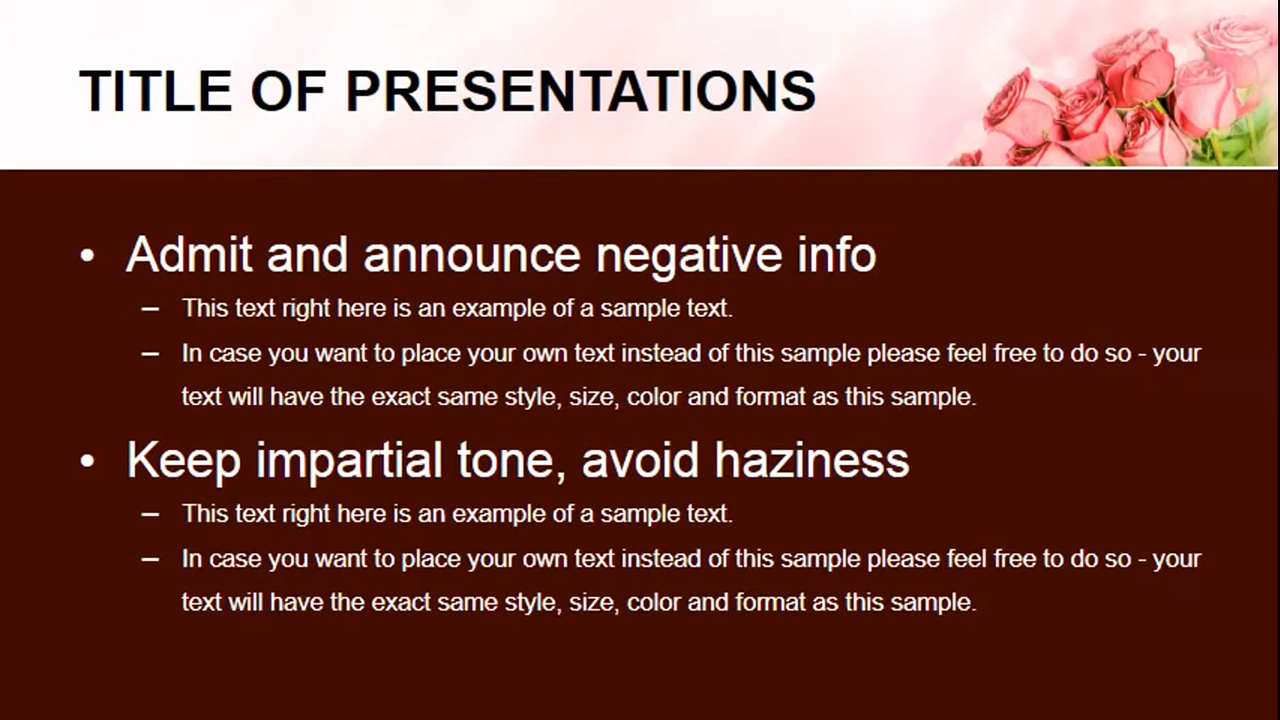 TITLE OF PRESENTATIONS
• Admit and announce negative info
– This text right here is an example of a sample text.
– In case you want to place your own text instead of this sample please feel free to do so - your
text will have the exact same style, size, color and format as this sample.
• Keep impartial tone, avoid haziness
– This text right here is an example of a sample text.
– In case you want to place your own text instead of this sample please feel free to do so - your
text will have the exact same style, size, color and format as this sample.